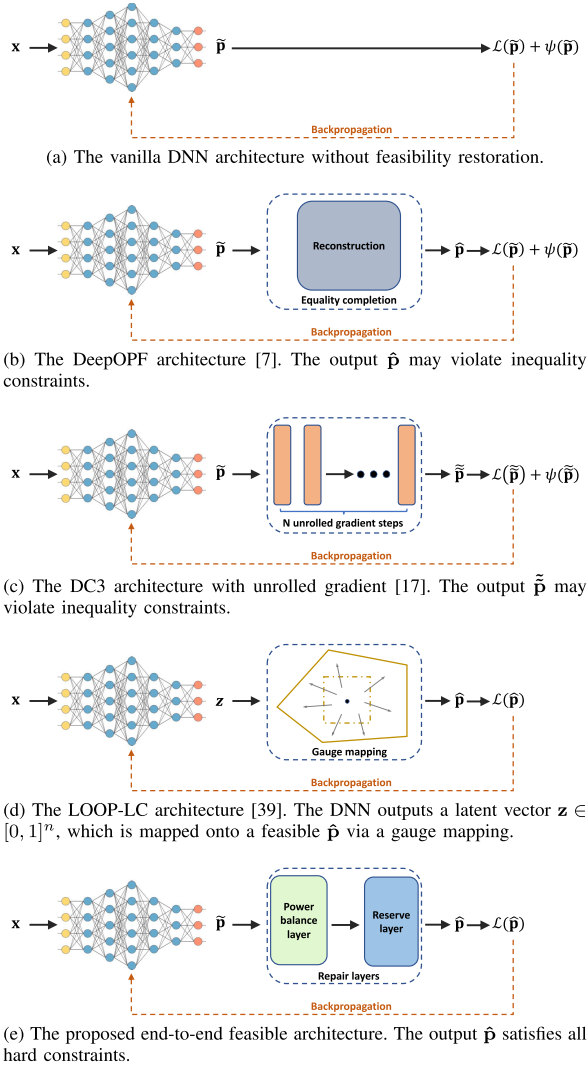 x p̃ ℒ(p̃) + ψ(p̃)
Backpropagation
(a) The vanilla DNN architecture without feasibility restoration.
x p̃ Reconstruction p̂ ℒ(p̃) + ψ(p̃)
Equality completion
Backpropagation
(b) The DeepOPF architecture [7]. The output p̂ may violate inequality
constraints.
x p̃ p̃̃ ℒ(p̃̃) + ψ(p̃̃)
N unrolled gradient steps
Backpropagation
(c) The DC3 architecture with unrolled gradient [17]. The output p̃̃ may
violate inequality constraints.
x z p̂ ℒ(p̂)
Gauge mapping
Backpropagation
(d) The LOOP-LC architecture [39]. The DNN outputs a latent vector z ∈
[0, 1]ⁿ, which is mapped onto a feasible p̂ via a gauge mapping.
x p̃ Power
balance
layer
Reserve
layer
p̂ ℒ(p̂)
Repair layers
Backpropagation
(e) The proposed end-to-end feasible architecture. The output p̂ satisfies all
hard constraints.